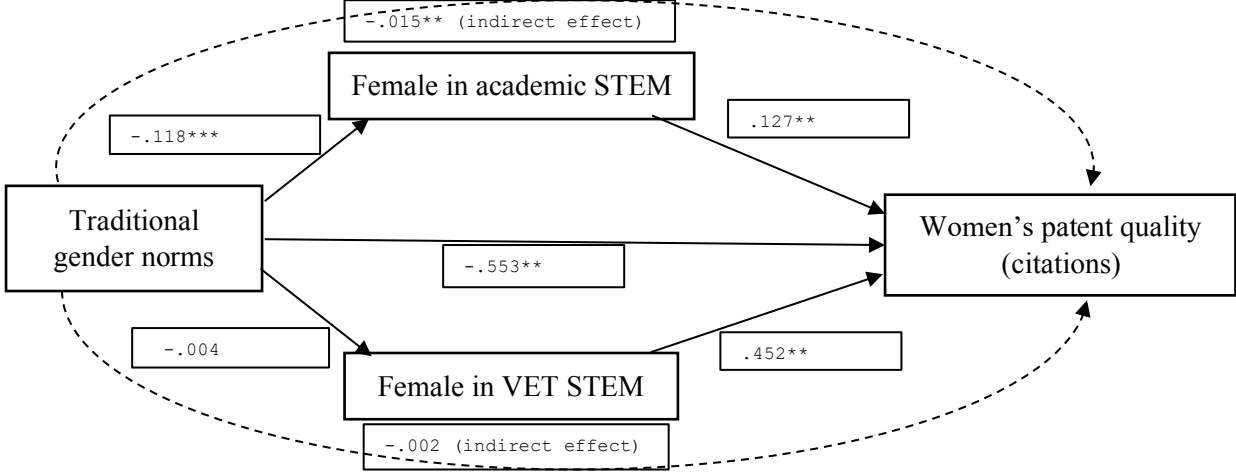 -.015** (indirect effect)
Female in academic STEM
-.118***
.127**
Traditional
gender norms
Women’s patent quality
(citations)
-.553**
-.004
.452**
Female in VET STEM
-.002 (indirect effect)